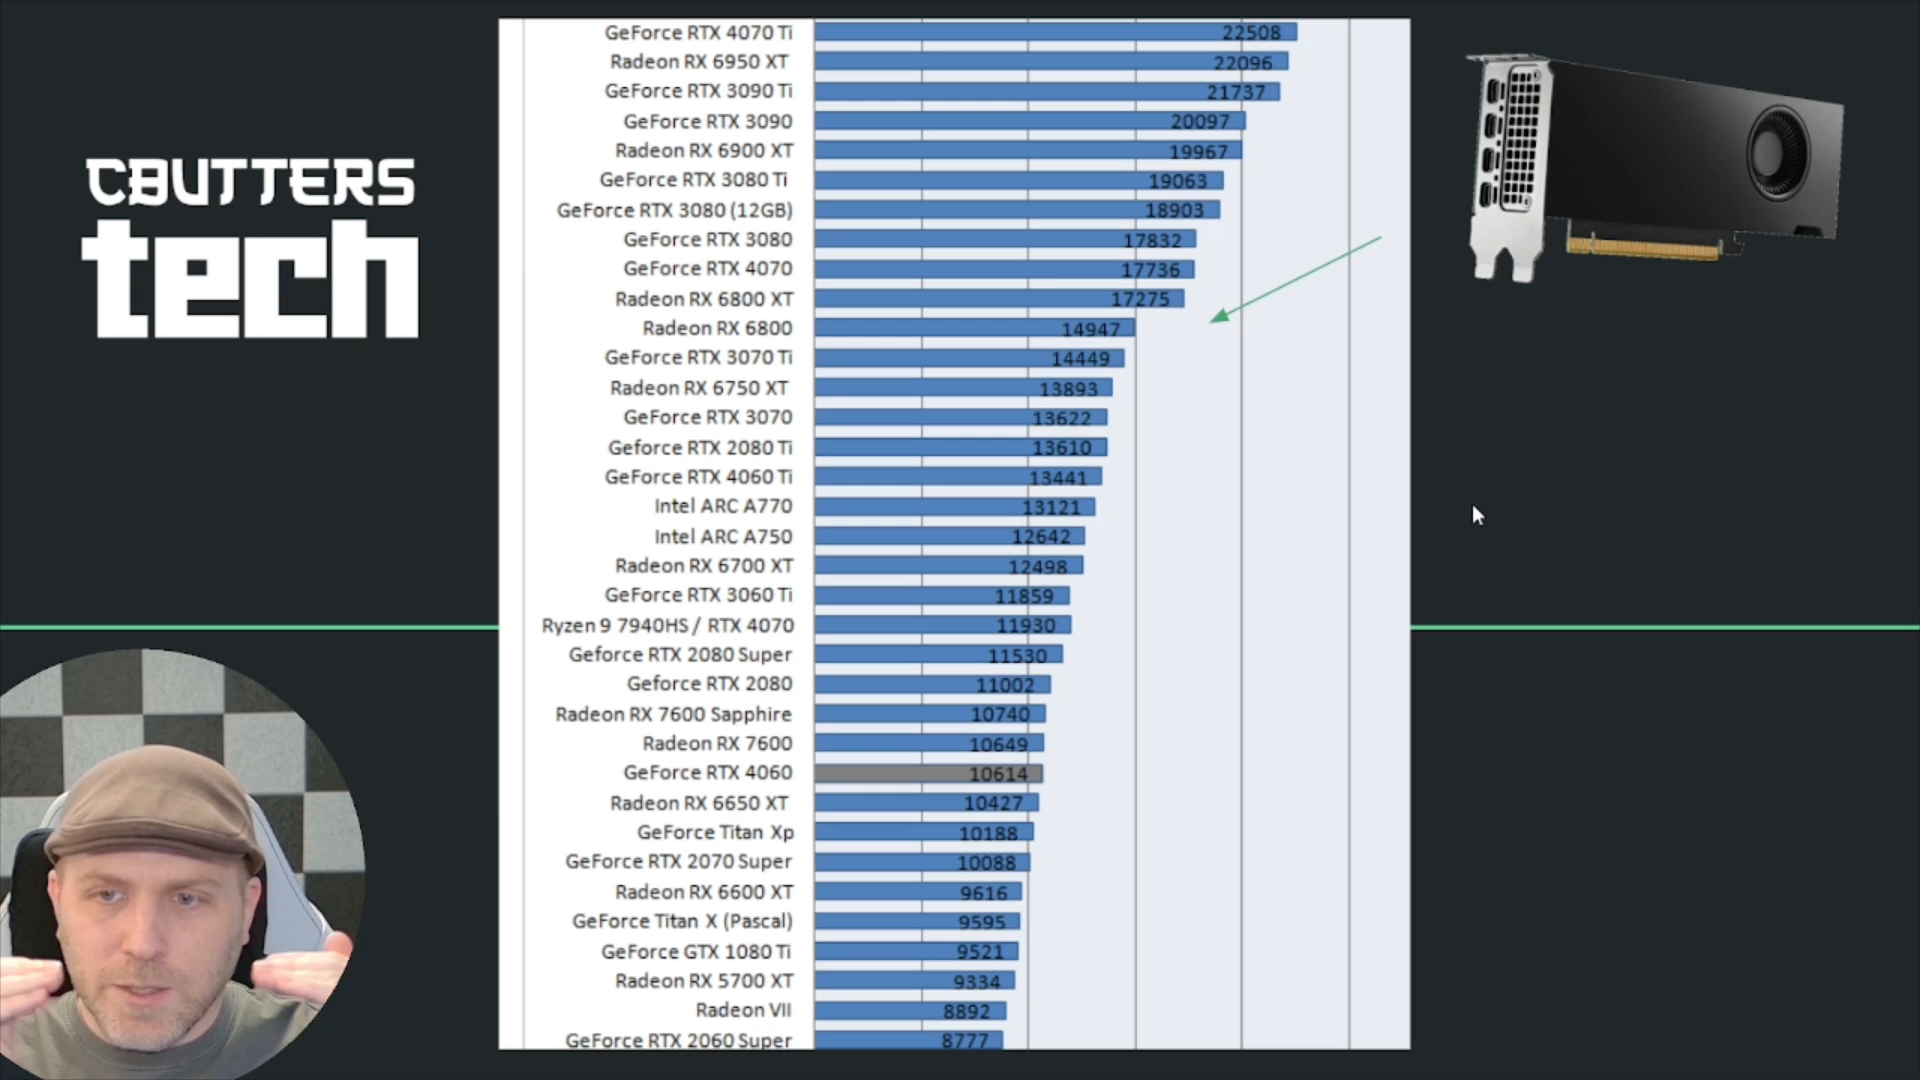 CBUTTERS
tech
GeForce RTX 4070 Ti 22508
Radeon RX 6950 XT 22096
GeForce RTX 3090 Ti 21737
GeForce RTX 3090 20097
Radeon RX 6900 XT 19967
GeForce RTX 3080 Ti 19063
GeForce RTX 3080 (12GB) 18903
GeForce RTX 3080 17832
GeForce RTX 4070 17736
Radeon RX 6800 XT 17275
Radeon RX 6800 14947
GeForce RTX 3070 Ti 14449
Radeon RX 6750 XT 13893
GeForce RTX 3070 13622
Geforce RTX 2080 Ti 13610
GeForce RTX 4060 Ti 13441
Intel ARC A770 13121
Intel ARC A750 12642
Radeon RX 6700 XT 12498
GeForce RTX 3060 Ti 11859
Ryzen 9 7940HS / RTX 4070 11930
Geforce RTX 2080 Super 11530
Geforce RTX 2080 11002
Radeon RX 7600 Sapphire 10740
Radeon RX 7600 10649
GeForce RTX 4060 10614
Radeon RX 6650 XT 10427
GeForce Titan Xp 10188
GeForce RTX 2070 Super 10088
Radeon RX 6600 XT 9616
GeForce Titan X (Pascal) 9595
GeForce GTX 1080 Ti 9521
Radeon RX 5700 XT 9334
Radeon VII 8892
GeForce RTX 2060 Super 8777